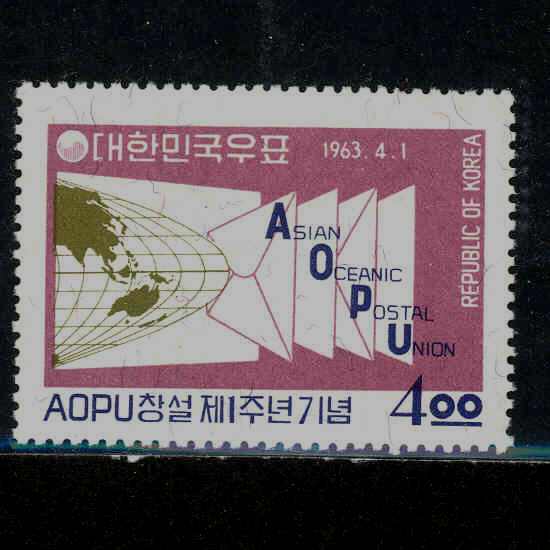 대한민국우표 1963.4.1
REPUBLIC OF KOREA
ASIAN
OCEANIC
POSTAL
UNION
AOPU창설 제1주년기념 4.00